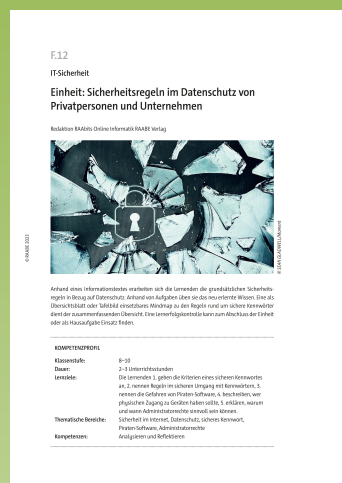 F.12
IT-Sicherheit
Einheit: Sicherheitsregeln im Datenschutz von
Privatpersonen und Unternehmen
Redaktion RAAbits Online Informatik RAABE Verlag
© RAABE 2023
Anhand eines Informationstextes erarbeiten sich die Lernenden die grundsätzlichen Sicherheits-
regeln in Bezug auf Datenschutz. Anhand von Aufgaben üben sie das neu erlernte Wissen. Eine als
Übersichtsblatt oder Tafelbild einsetzbares Mindmap zu den Regeln rund um sichere Kennwörter
dient der zusammenfassenden Übersicht. Eine Lernerfolgskontrolle kann zum Abschluss der Einheit
oder als Hausaufgabe Einsatz finden.
KOMPETENZPROFIL
Klassenstufe: 8–10
Dauer: 2–3 Unterrichtsstunden
Lernziele: Die Lernenden 1. geben die Kriterien eines sicheren Kennwortes
an, 2. nennen Regeln im sicheren Umgang mit Kennwörtern, 3.
nennen die Gefahren von Piraten-Software, 4. beschreiben, wer
physischen Zugang zu Geräten haben sollte, 5. erklären, warum
und wann Administratorrechte sinnvoll sein können.
Thematische Bereiche: Sicherheit im Internet, Datenschutz, sicheres Kennwort,
Piraten-Software, Administratorrechte
Kompetenzen: Analysieren und Reflektieren